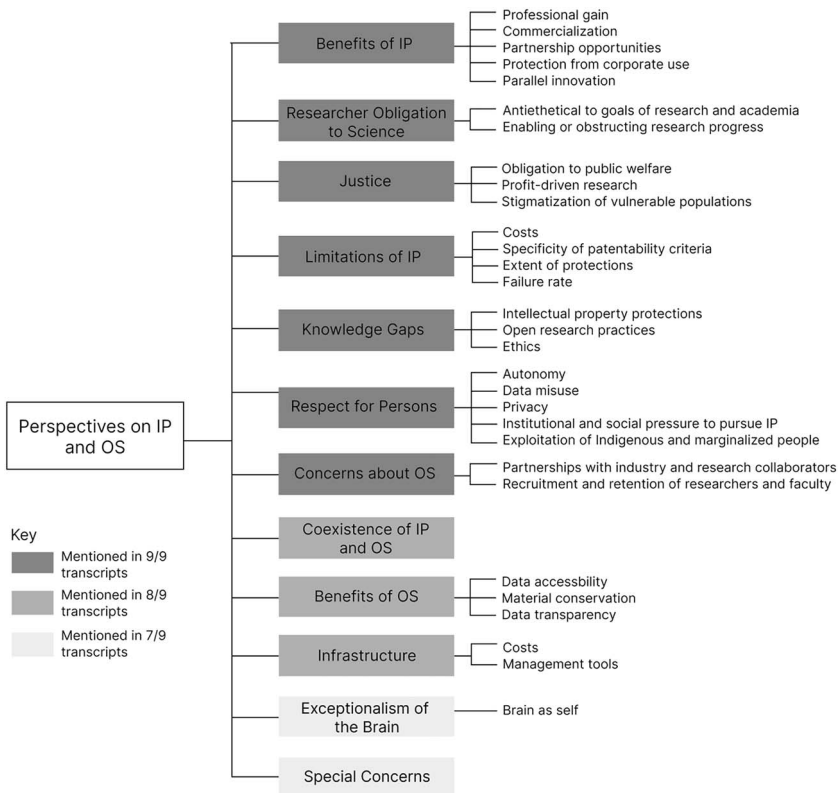 Benefits of IP
Professional gain
Commercialization
Partnership opportunities
Protection from corporate use
Parallel innovation
Researcher Obligation
to Science
Antiethetical to goals of research and academia
Enabling or obstructing research progress
Justice
Obligation to public welfare
Profit-driven research
Stigmatization of vulnerable populations
Limitations of IP
Costs
Specificity of patentability criteria
Extent of protections
Failure rate
Knowledge Gaps
Intellectual property protections
Open research practices
Ethics
Perspectives on IP
and OS
Respect for Persons
Autonomy
Data misuse
Privacy
Institutional and social pressure to pursue IP
Exploitation of Indigenous and marginalized people
Concerns about OS
Partnerships with industry and research collaborators
Recruitment and retention of researchers and faculty
Coexistence of IP
and OS
Benefits of OS
Data accessbility
Material conservation
Data transparency
Infrastructure
Costs
Management tools
Exceptionalism of
the Brain
Brain as self
Special Concerns
Key
Mentioned in 9/9
transcripts
Mentioned in 8/9
transcripts
Mentioned in 7/9
transcripts